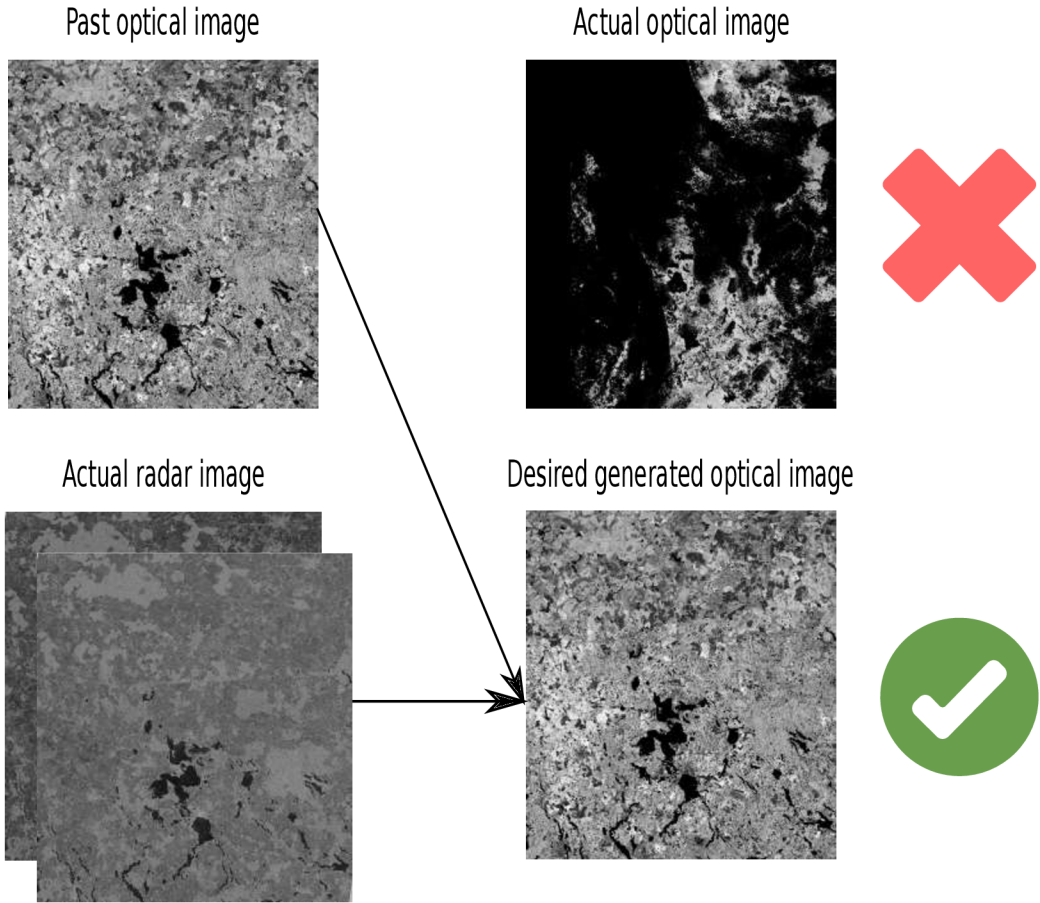 Past optical image
Actual optical image
Actual radar image
Desired generated optical image